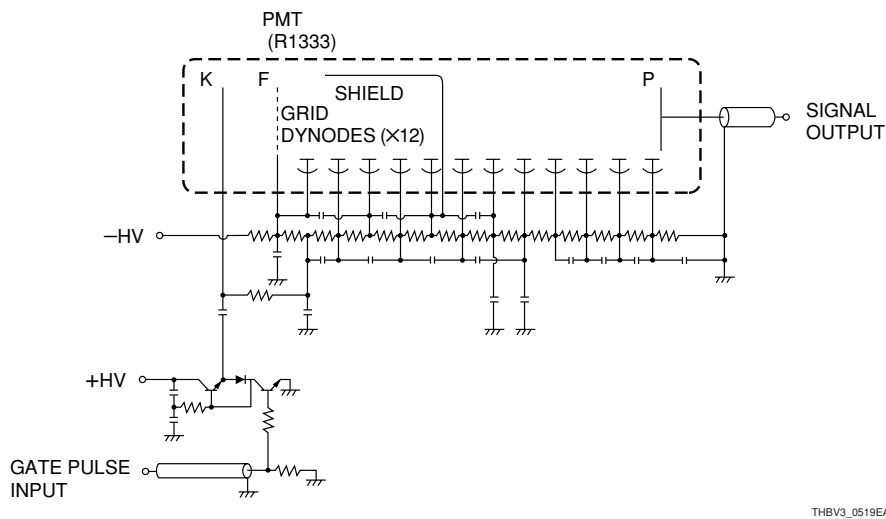 PMT
(R1333)
K
F
P
SHIELD
GRID
DYNODES (×12)
SIGNAL
OUTPUT
−HV
+HV
GATE PULSE
INPUT
THBV3_0519EA